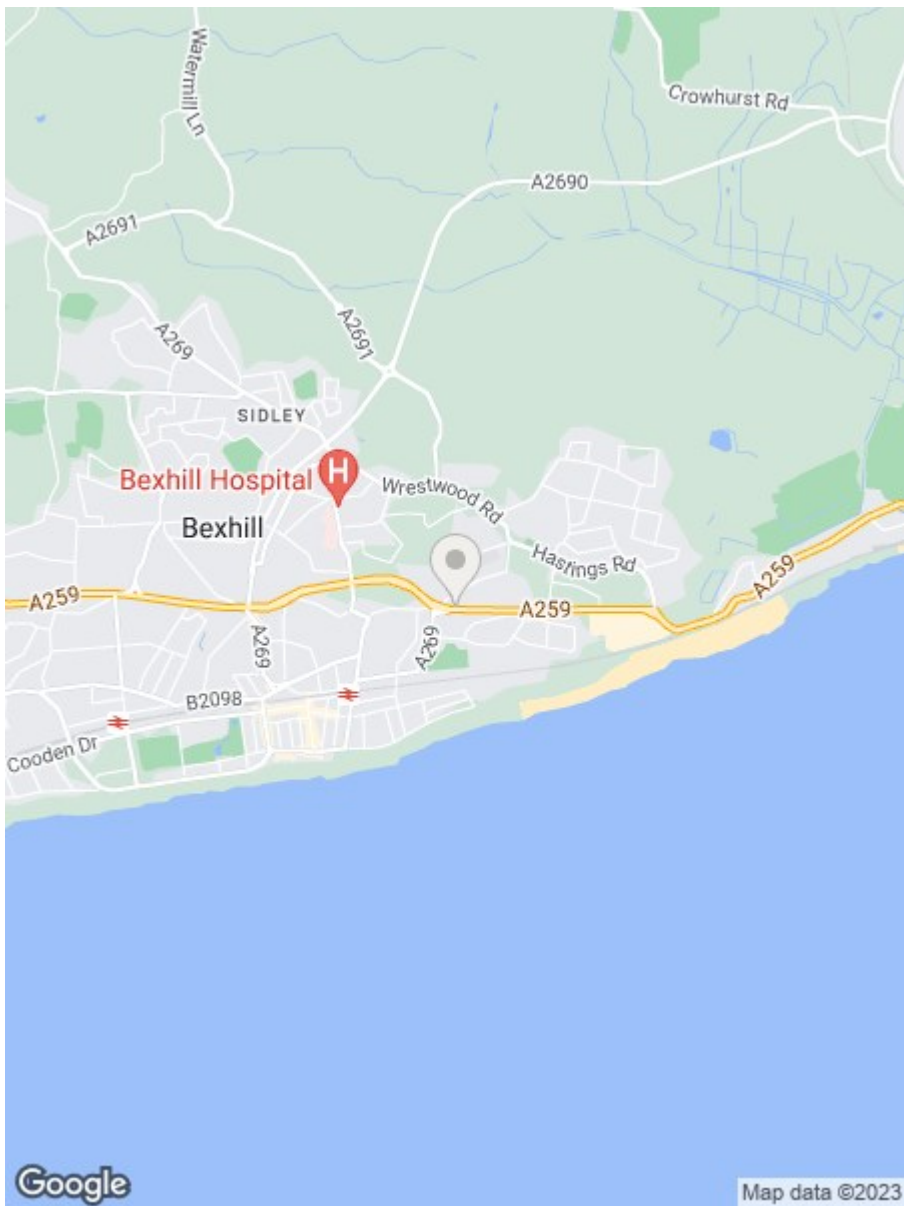 Watermill Ln
Crowhurst Rd
A2690
A2691
A2691
A269
SIDLEY
Bexhill Hospital
H
Wrestwood Rd
Bexhill
Hastings Rd
A259
A259
A259
A269
A269
B2098
Cooden Dr
Google
Map data ©2023